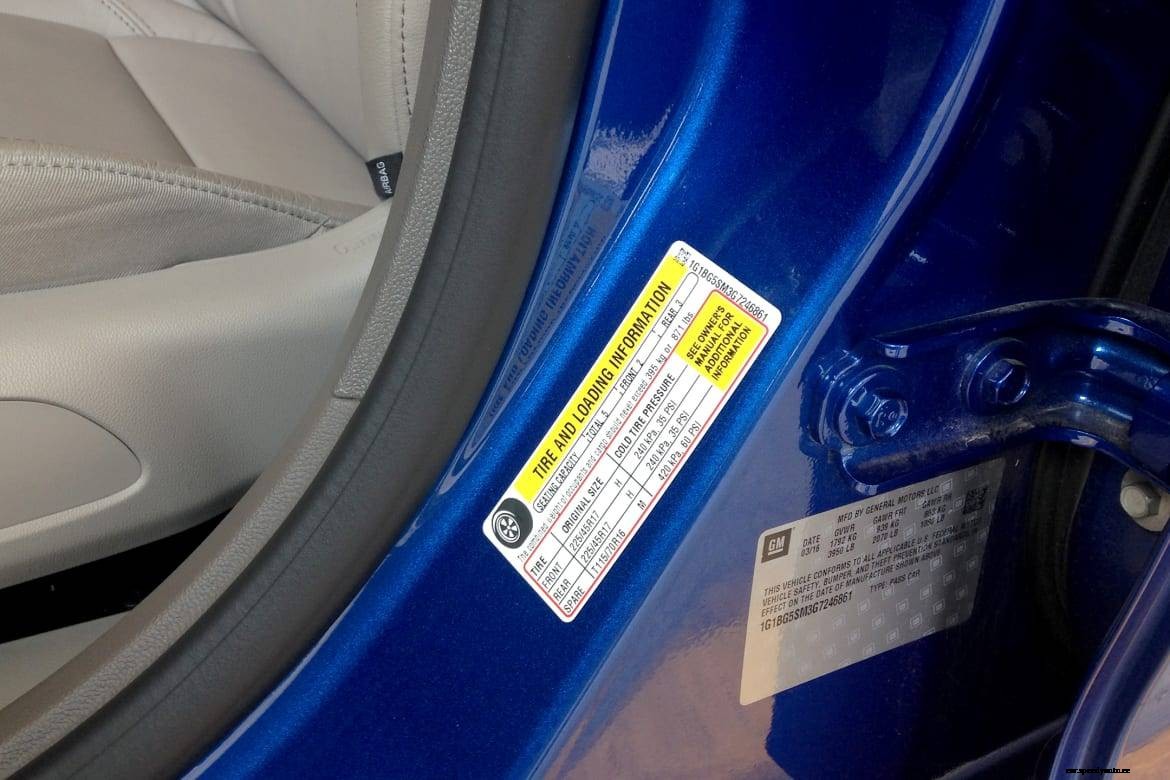 AIRBAG
1G1BG5SM3G7246861
TIRE AND LOADING INFORMATION
SEATING CAPACITY TOTAL 5 FRONT 2 REAR 3
The combined weight of occupants and cargo should never exceed 395 kg or 871 lbs.
TIRE ORIGINAL SIZE COLD TIRE PRESSURE
FRONT 225/45R17 H 240 kPa, 35 PSI
REAR 225/45R17 H 240 kPa, 35 PSI
SPARE T115/70R16 M 420 kPa, 60 PSI
SEE OWNER'S
MANUAL FOR
ADDITIONAL
INFORMATION
GM
MFD BY GENERAL MOTORS LLC
DATE GVWR GAWR FRT GAWR RR
03/16 1792 KG 939 KG 853 KG
3950 LB 2070 LB 1880 LB
THIS VEHICLE CONFORMS TO ALL APPLICABLE U.S. FEDERAL MOTOR
VEHICLE SAFETY, BUMPER, AND THEFT PREVENTION STANDARDS IN
EFFECT ON THE DATE OF MANUFACTURE SHOWN ABOVE.
1G1BG5SM3G7246861 TYPE: PASS CAR